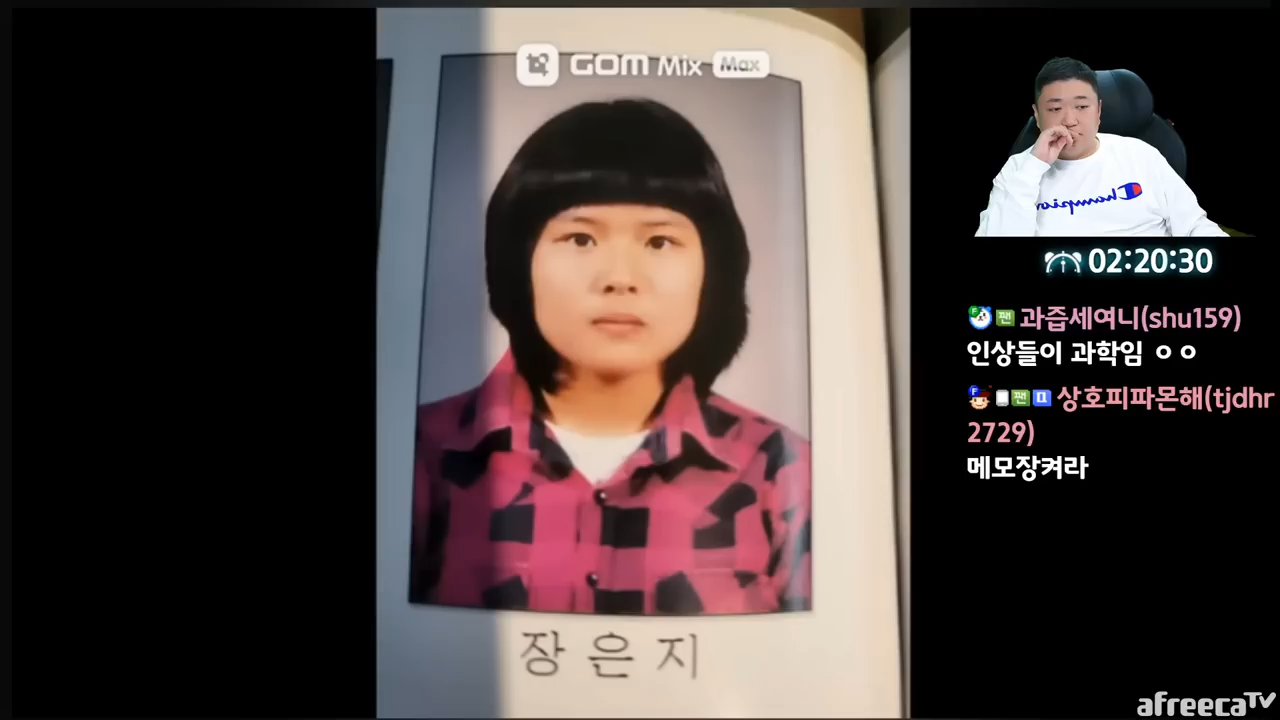 GOM Mix Max
Champion
02:20:30
과즙세여니(shu159)
인상들이 과학임 ㅇㅇ
상호피파몬해(tjdhr
2729)
메모장켜라
장은지
afreecaTV